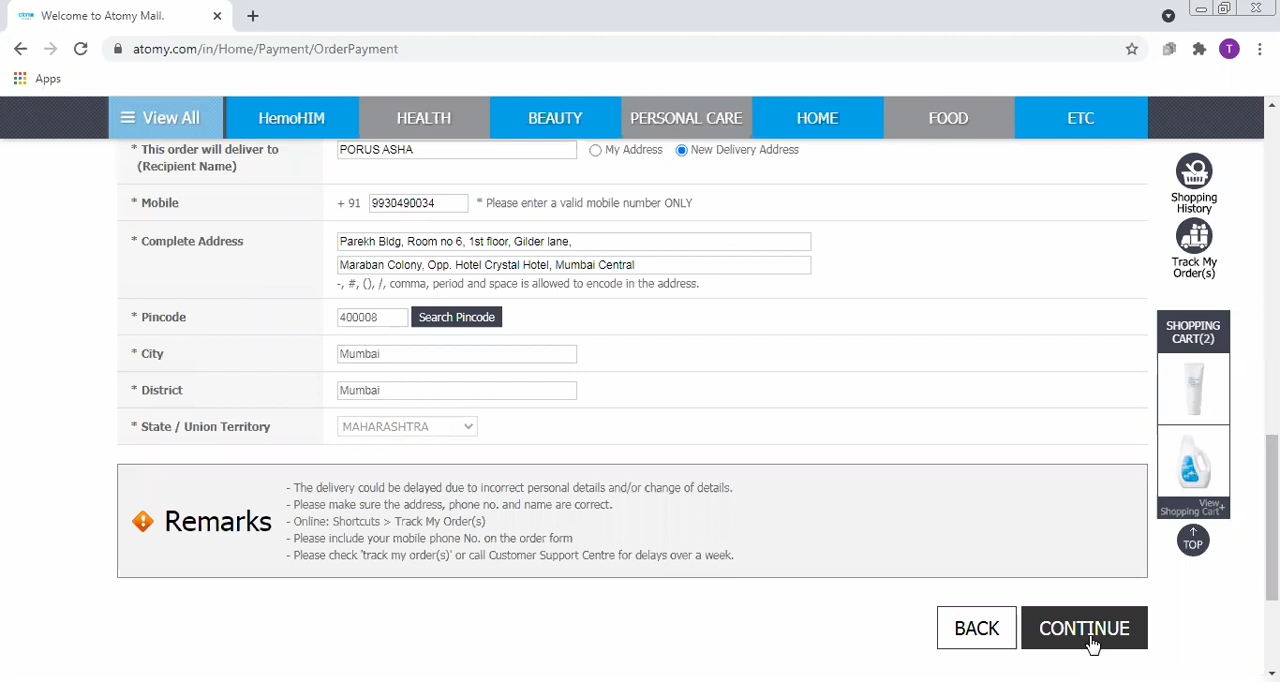 Welcome to Atomy Mall.
atomy.com/in/Home/Payment/OrderPayment
T
Apps
View All
HemoHIM
HEALTH
BEAUTY
PERSONAL CARE
HOME
FOOD
ETC
* This order will deliver to
(Recipient Name)
PORUS ASHA
My Address
New Delivery Address
* Mobile
+ 91
9930490034
* Please enter a valid mobile number ONLY
* Complete Address
Parekh Bldg, Room no 6, 1st floor, Gilder lane,
Maraban Colony, Opp. Hotel Crystal Hotel, Mumbai Central
-, #, (), /, comma, period and space is allowed to encode in the address.
* Pincode
400008
Search Pincode
* City
Mumbai
* District
Mumbai
* State / Union Territory
MAHARASHTRA
Remarks
- The delivery could be delayed due to incorrect personal details and/or change of details.
- Please make sure the address, phone no. and name are correct.
- Online: Shortcuts > Track My Order(s)
- Please include your mobile phone No. on the order form
- Please check 'track my order(s)' or call Customer Support Centre for delays over a week.
BACK
CONTINUE
Shopping
History
Track My
Order(s)
SHOPPING
CART(2)
View
Shopping Cart+
↑
TOP